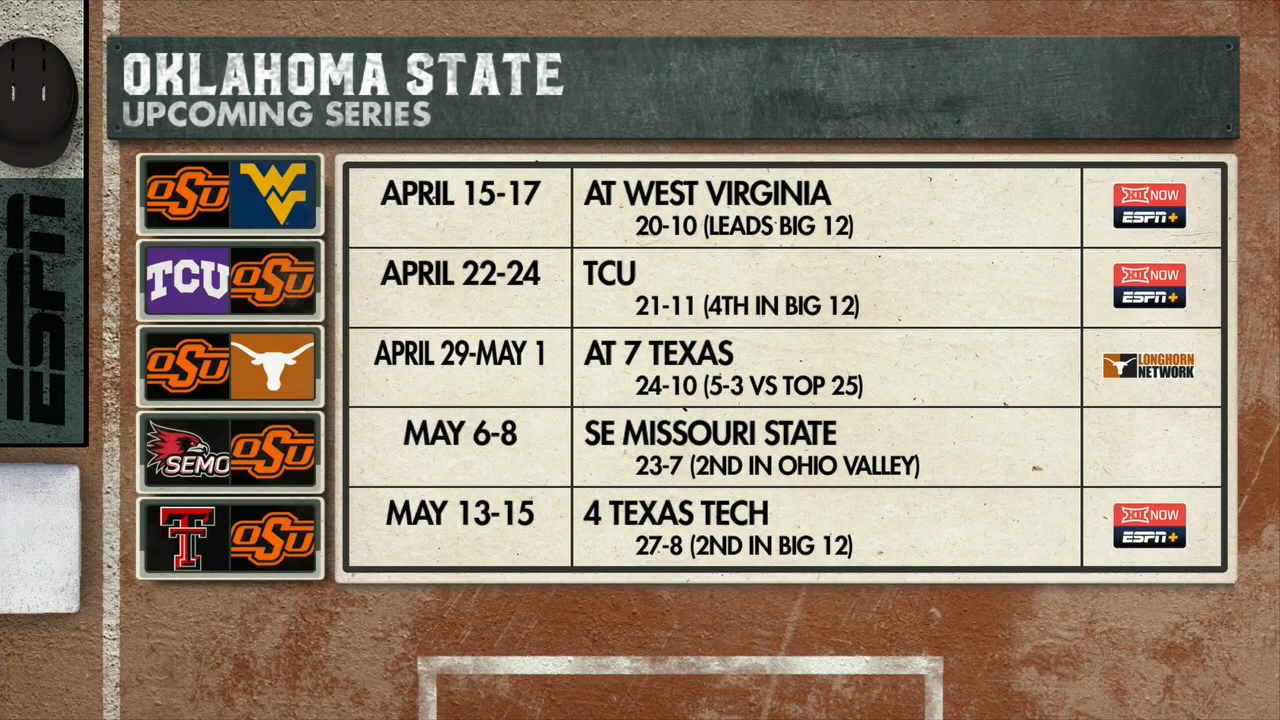 OKLAHOMA STATE
UPCOMING SERIES
ESPN
OSU WV
APRIL 15-17
AT WEST VIRGINIA
20-10 (LEADS BIG 12)
XII NOW
ESPN+
TCU OSU
APRIL 22-24
TCU
21-11 (4TH IN BIG 12)
XII NOW
ESPN+
OSU
APRIL 29-MAY 1
AT 7 TEXAS
24-10 (5-3 VS TOP 25)
LONGHORN
NETWORK
SEMO OSU
MAY 6-8
SE MISSOURI STATE
23-7 (2ND IN OHIO VALLEY)
T OSU
MAY 13-15
4 TEXAS TECH
27-8 (2ND IN BIG 12)
XII NOW
ESPN+